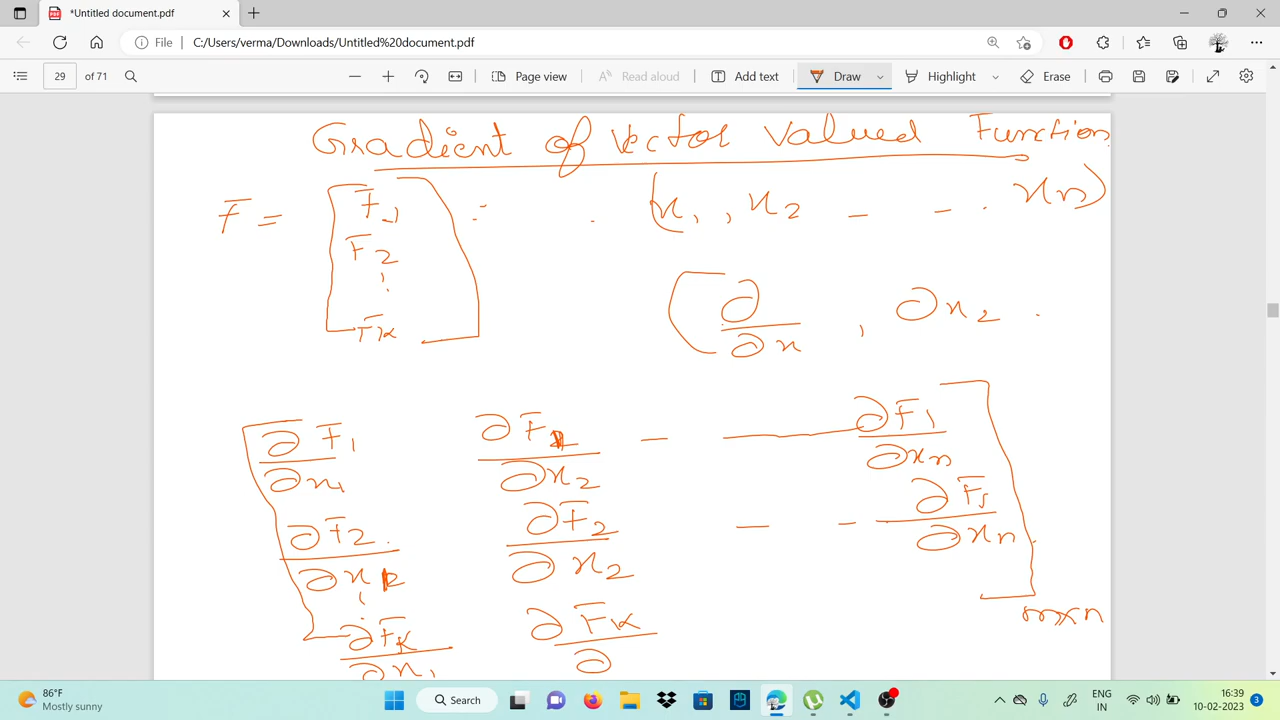 *Untitled document.pdf
File C:/Users/verma/Downloads/Untitled%20document.pdf
29 of 71 Page view Read aloud Add text Draw Highlight Erase
Gradient of Vector Valued Function
F = [ F1 (x1, x2 _ _ . xn)
F2
Fk
( ∂/∂x , ∂x2 .
∂F1/∂x1 ∂F1/∂x2 — — ∂F1/∂xn
∂F2/∂x1 ∂F2/∂x2 — - ∂F/∂xn
∂Fk/∂x1 ∂Fk/∂
mxn
86°F
Mostly sunny
Search
ENG
IN
16:39
10-02-2023
3